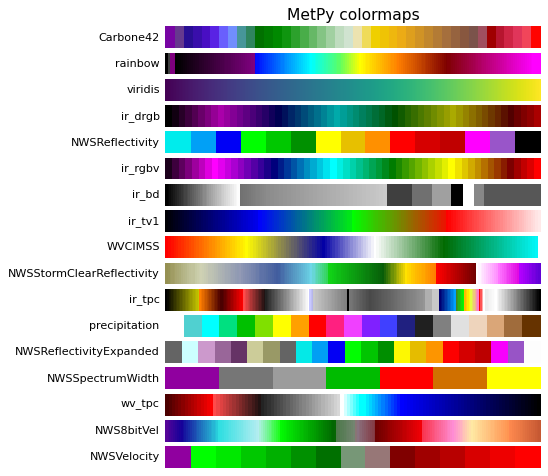 MetPy colormaps
Carbone42
rainbow
viridis
ir_drgb
NWSReflectivity
ir_rgbv
ir_bd
ir_tv1
WVCIMSS
NWSStormClearReflectivity
ir_tpc
precipitation
NWSReflectivityExpanded
NWSSpectrumWidth
wv_tpc
NWS8bitVel
NWSVelocity